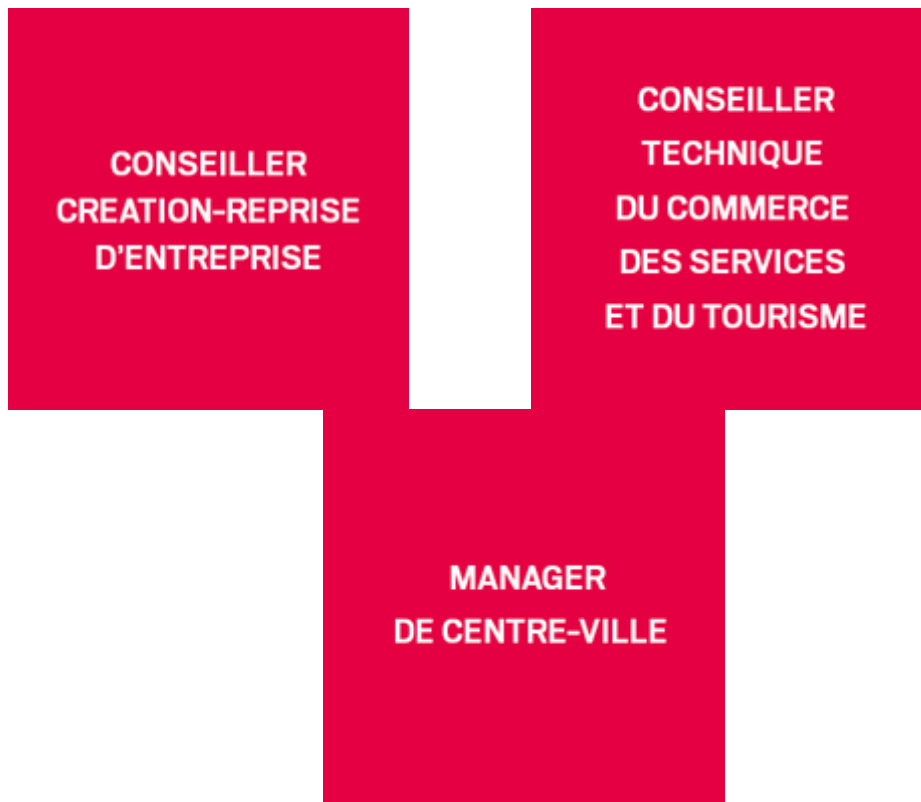 CONSEILLER
CREATION-REPRISE
D'ENTREPRISE
CONSEILLER
TECHNIQUE
DU COMMERCE
DES SERVICES
ET DU TOURISME
MANAGER
DE CENTRE-VILLE